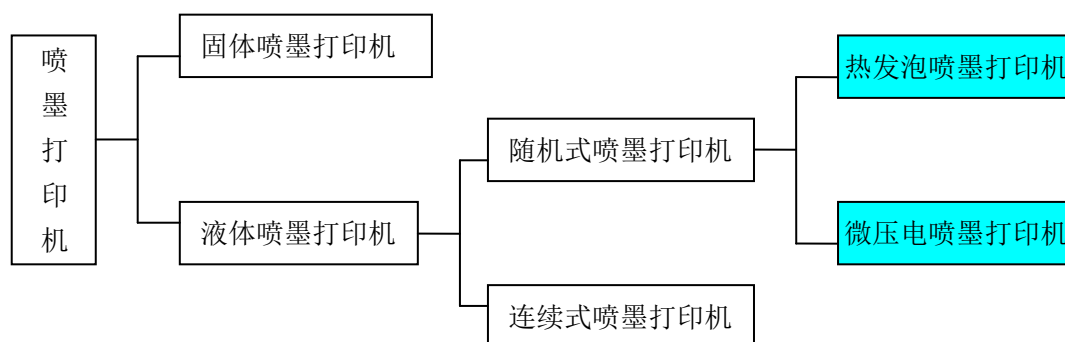 喷墨打印机
固体喷墨打印机
液体喷墨打印机
随机式喷墨打印机
连续式喷墨打印机
热发泡喷墨打印机
微压电喷墨打印机